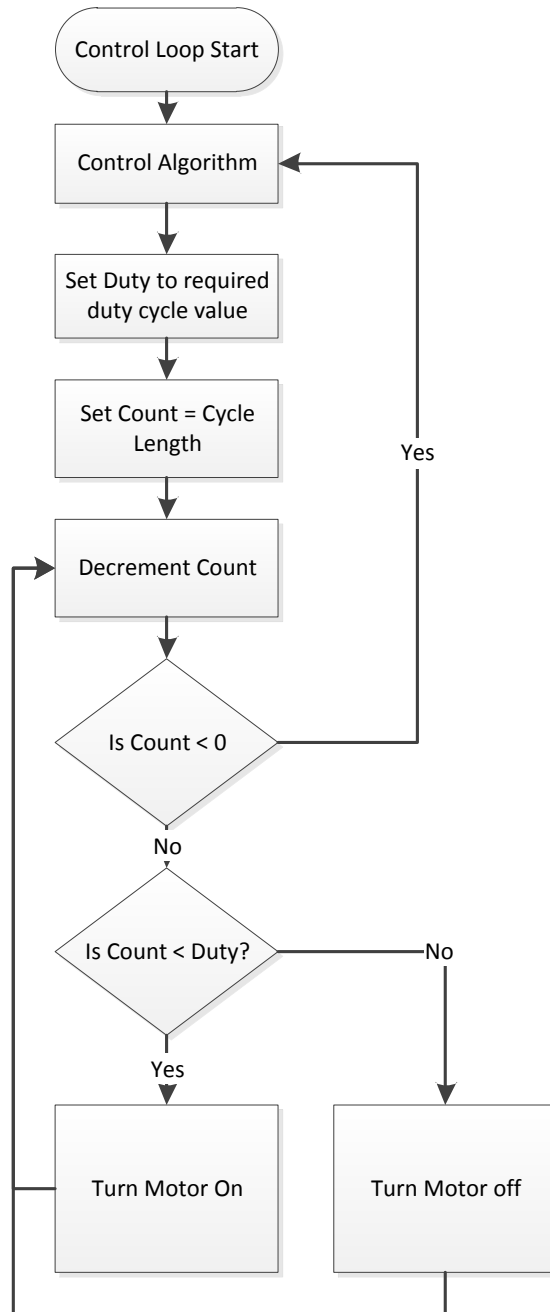 Control Loop Start
Control Algorithm
Set Duty to required
duty cycle value
Set Count = Cycle
Length
Yes
Decrement Count
Is Count < 0
No
Is Count < Duty?
No
Yes
Turn Motor On
Turn Motor off